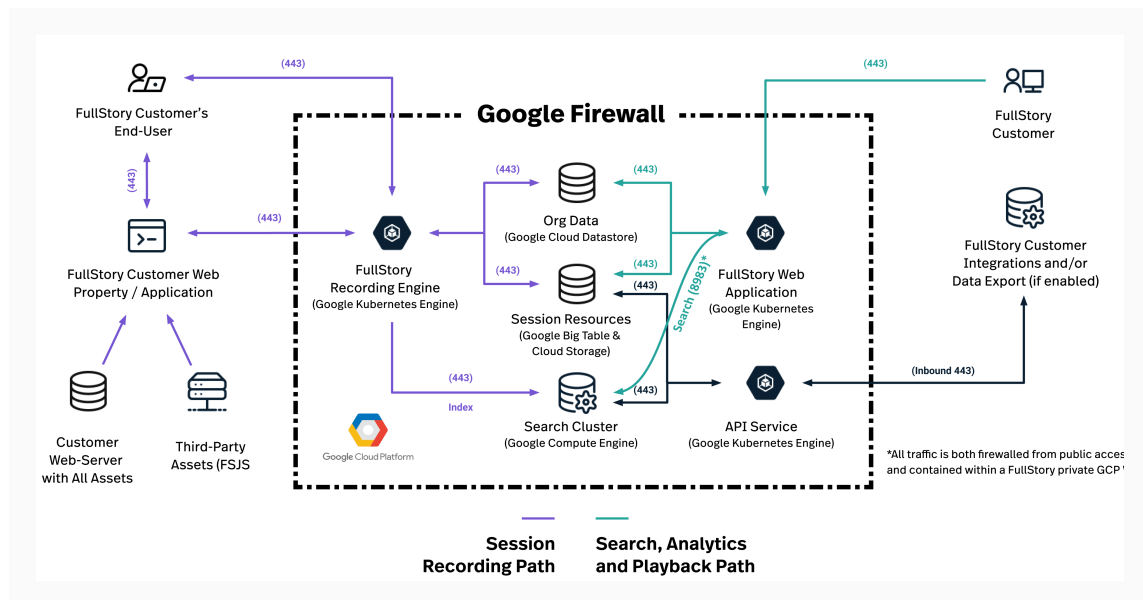 (443)
(443)
FullStory Customer's
End-User
FullStory
Customer
Google Firewall
(443)
(443)
(443)
(443)
Org Data
(Google Cloud Datastore)
FullStory Customer Web
Property / Application
FullStory
Recording Engine
(Google Kubernetes Engine)
(443)
(443)
(443)
Search (8983)*
FullStory Web
Application
(Google Kubernetes
Engine)
FullStory Customer
Integrations and/or
Data Export (if enabled)
Session Resources
(Google Big Table &
Cloud Storage)
(443)
Index
(443)
(Inbound 443)
Search Cluster
(Google Compute Engine)
API Service
(Google Kubernetes Engine)
Google Cloud Platform
Customer
Web-Server
with All Assets
Third-Party
Assets (FSJS
*All traffic is both firewalled from public
and contained within a FullStory private GCP
Session
Recording Path
Search, Analytics
and Playback Path